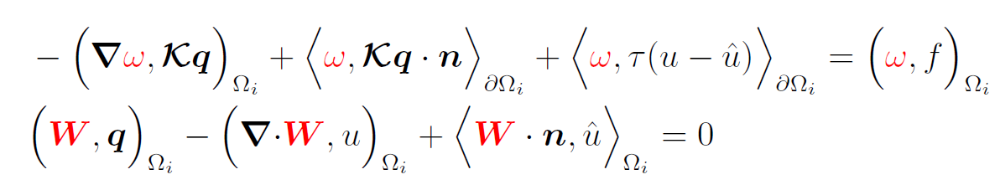 − (∇ω, 𝓚q)_{Ω_i} + ⟨ω, 𝓚q · n⟩_{∂Ω_i} + ⟨ω, τ(u − û)⟩_{∂Ω_i} = (ω, f)_{Ω_i}
(W, q)_{Ω_i} − (∇·W, u)_{Ω_i} + ⟨W · n, û⟩_{Ω_i} = 0